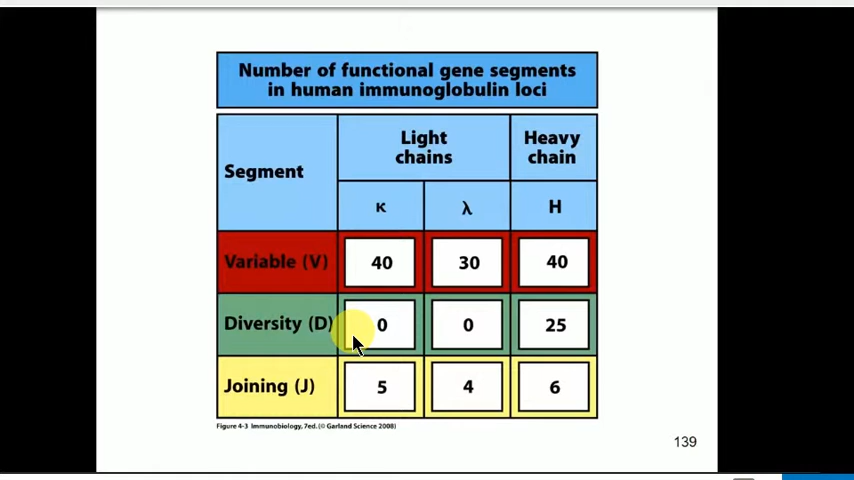 Number of functional gene segments
in human immunoglobulin loci
Segment
Light
chains
Heavy
chain
κ
λ
H
Variable (V)
40
30
40
Diversity (D)
0
0
25
Joining (J)
5
4
6
Figure 4-3 Immunobiology, 7ed. (© Garland Science 2008)
139